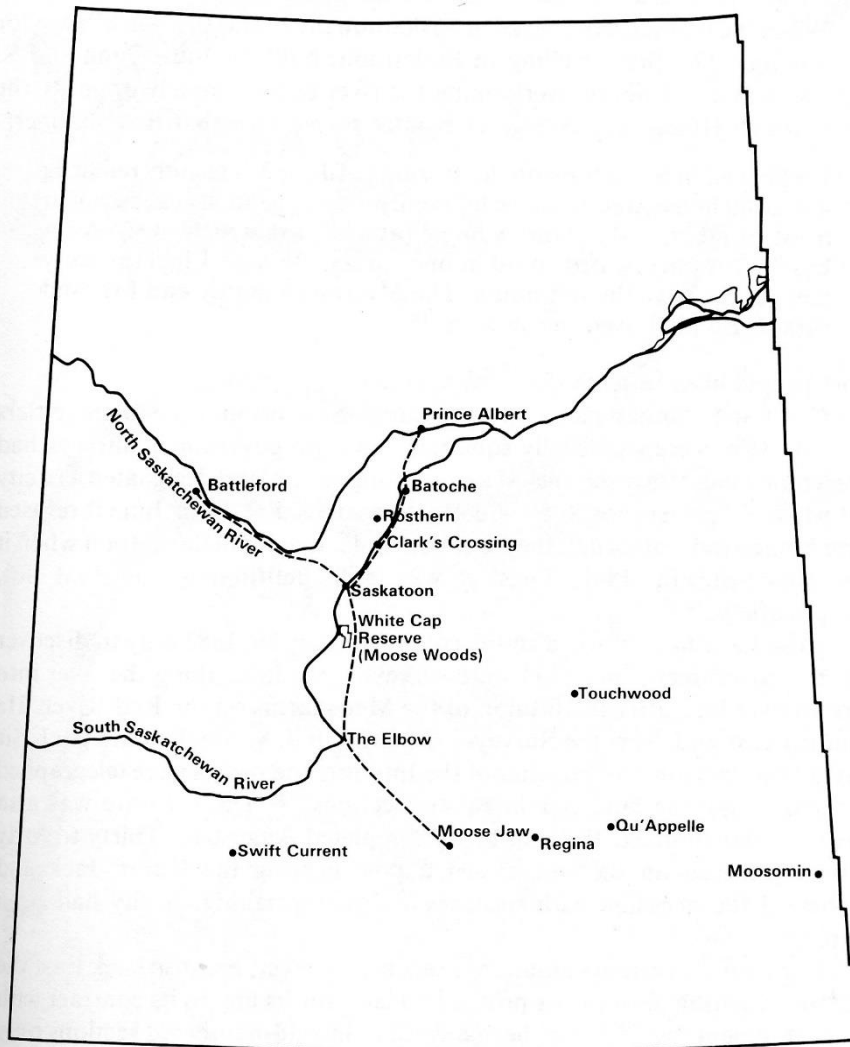 Prince Albert
North Saskatchewan River
Battleford
Batoche
Rosthern
Clark's Crossing
Saskatoon
White Cap
Reserve
(Moose Woods)
Touchwood
The Elbow
South Saskatchewan River
Moose Jaw
Regina
Qu'Appelle
Swift Current
Moosomin